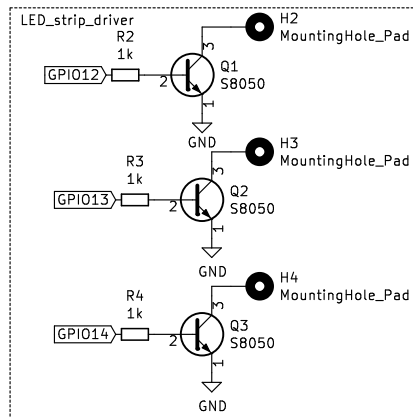 LED_strip_driver
H2
MountingHole_Pad
R2
1k
GPIO12
3
2
1
Q1
S8050
GND
H3
MountingHole_Pad
R3
1k
GPIO13
3
2
1
Q2
S8050
GND
H4
MountingHole_Pad
R4
1k
GPIO14
3
2
1
Q3
S8050
GND